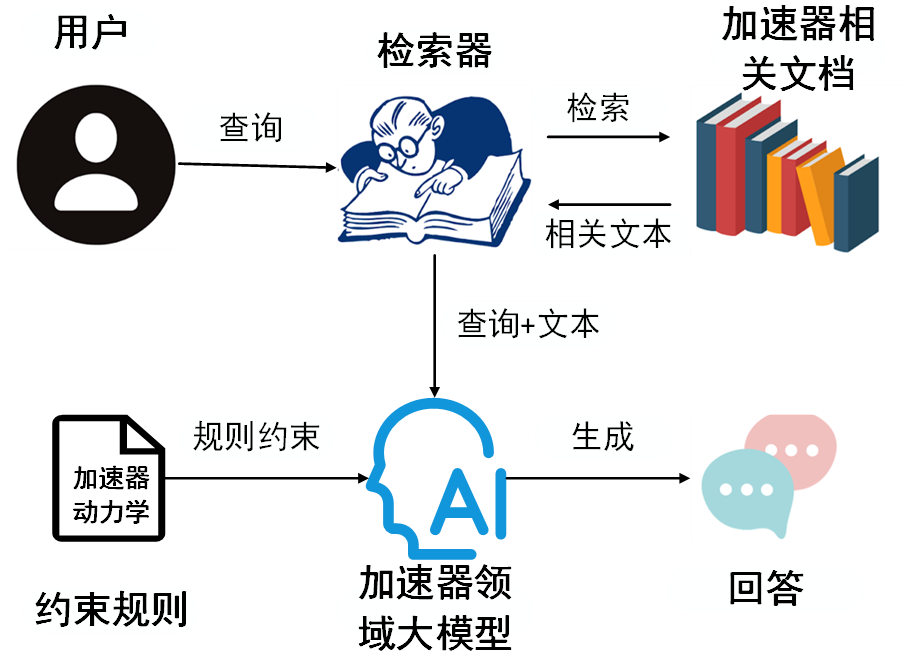 用户
检索器
加速器相
关文档
查询
检索
相关文本
查询+文本
加速器
动力学
规则约束
AI
生成
约束规则
加速器领
域大模型
回答